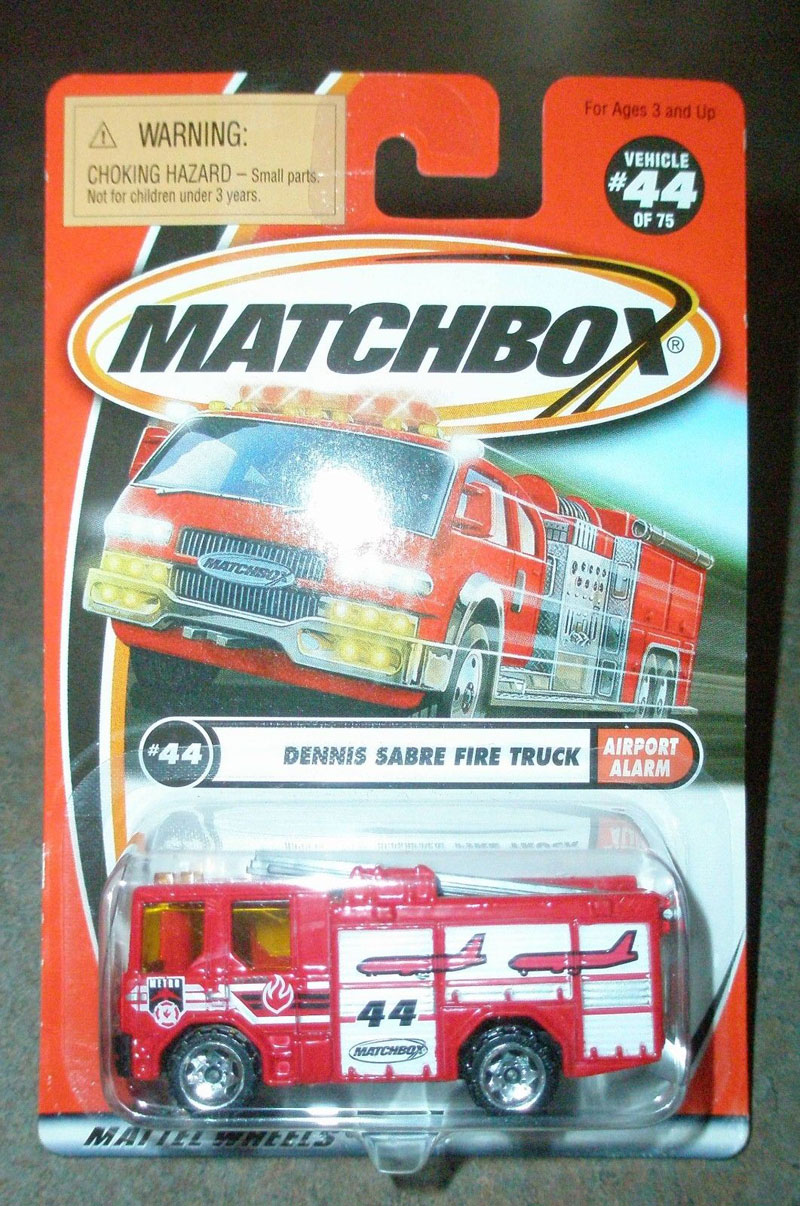 WARNING:
CHOKING HAZARD – Small parts.
Not for children under 3 years.
For Ages 3 and Up
VEHICLE
#44
OF 75
MATCHBOX®
MATCHBOX
#44
DENNIS SABRE FIRE TRUCK
AIRPORT
ALARM
METRO
44
MATCHBOX
MATTEL WHEELS